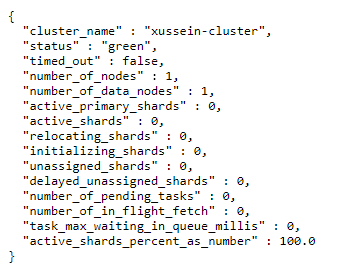 {
"cluster_name" : "xussein-cluster",
"status" : "green",
"timed_out" : false,
"number_of_nodes" : 1,
"number_of_data_nodes" : 1,
"active_primary_shards" : 0,
"active_shards" : 0,
"relocating_shards" : 0,
"initializing_shards" : 0,
"unassigned_shards" : 0,
"delayed_unassigned_shards" : 0,
"number_of_pending_tasks" : 0,
"number_of_in_flight_fetch" : 0,
"task_max_waiting_in_queue_millis" : 0,
"active_shards_percent_as_number" : 100.0
}